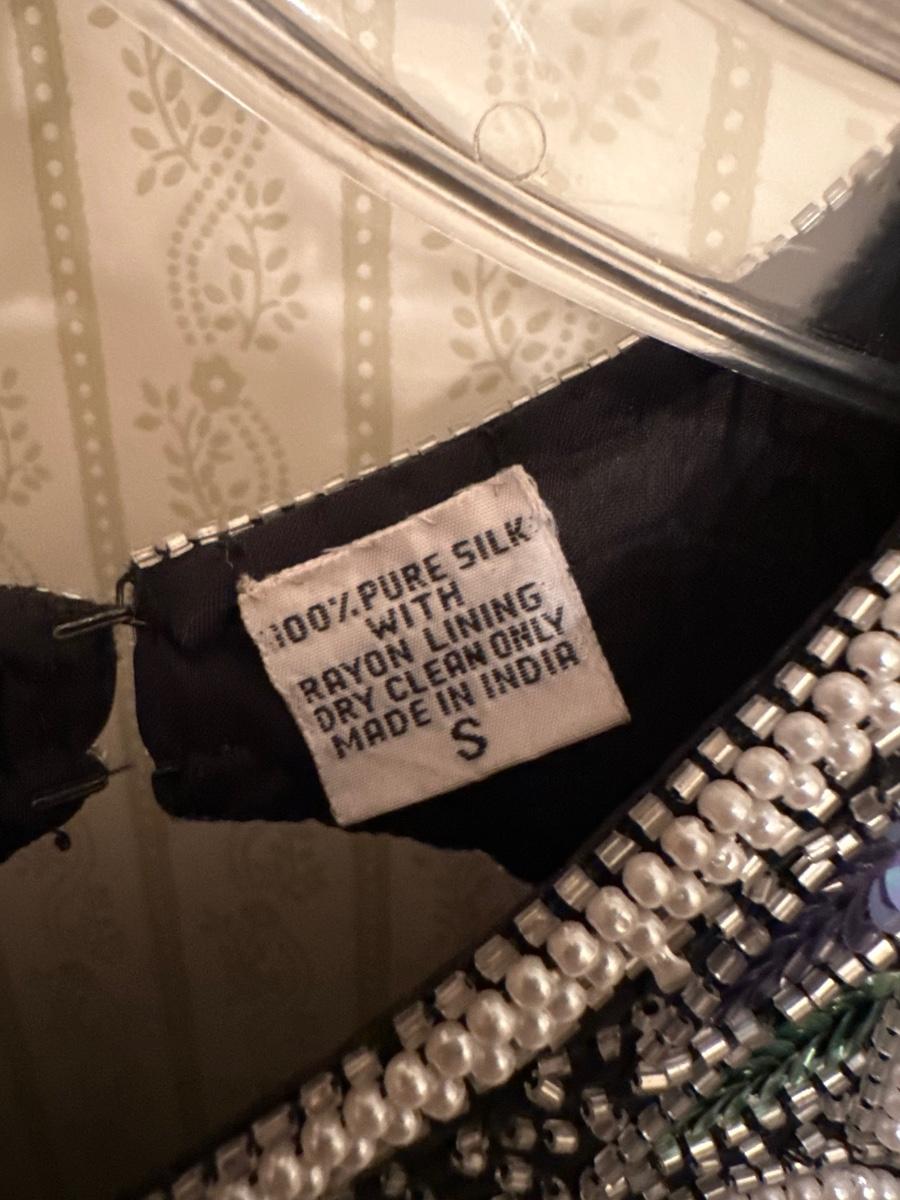 100% PURE SILK
WITH
RAYON LINING
DRY CLEAN ONLY
MADE IN INDIA
S